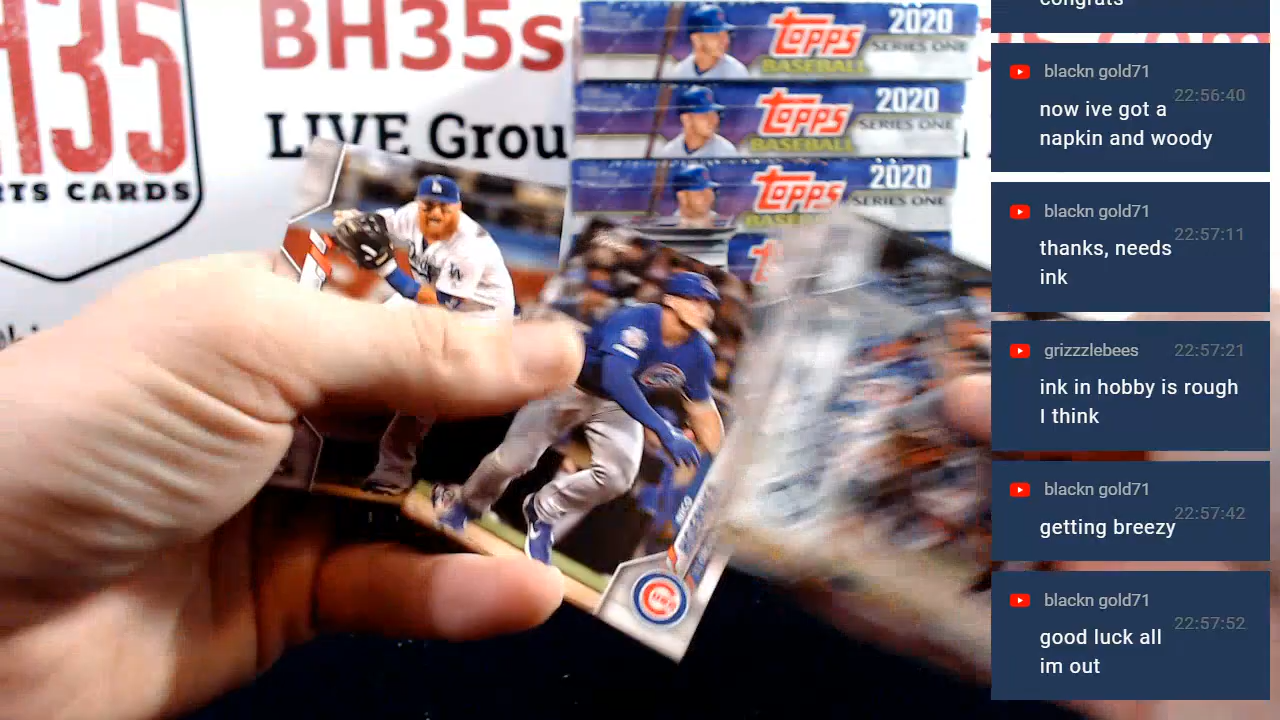 H35
RTS CARDS
BH35s
LIVE Grou
2020
Topps
SERIES ONE
BASEBALL
2020
Topps
SERIES ONE
BASEBALL
2020
Topps
SERIES ONE
CUBS
congrats
blackn gold71
22:56:40
now ive got a
napkin and woody
blackn gold71
22:57:11
thanks, needs
ink
grizzzlebees
22:57:21
ink in hobby is rough
I think
blackn gold71
22:57:42
getting breezy
blackn gold71
22:57:52
good luck all
im out